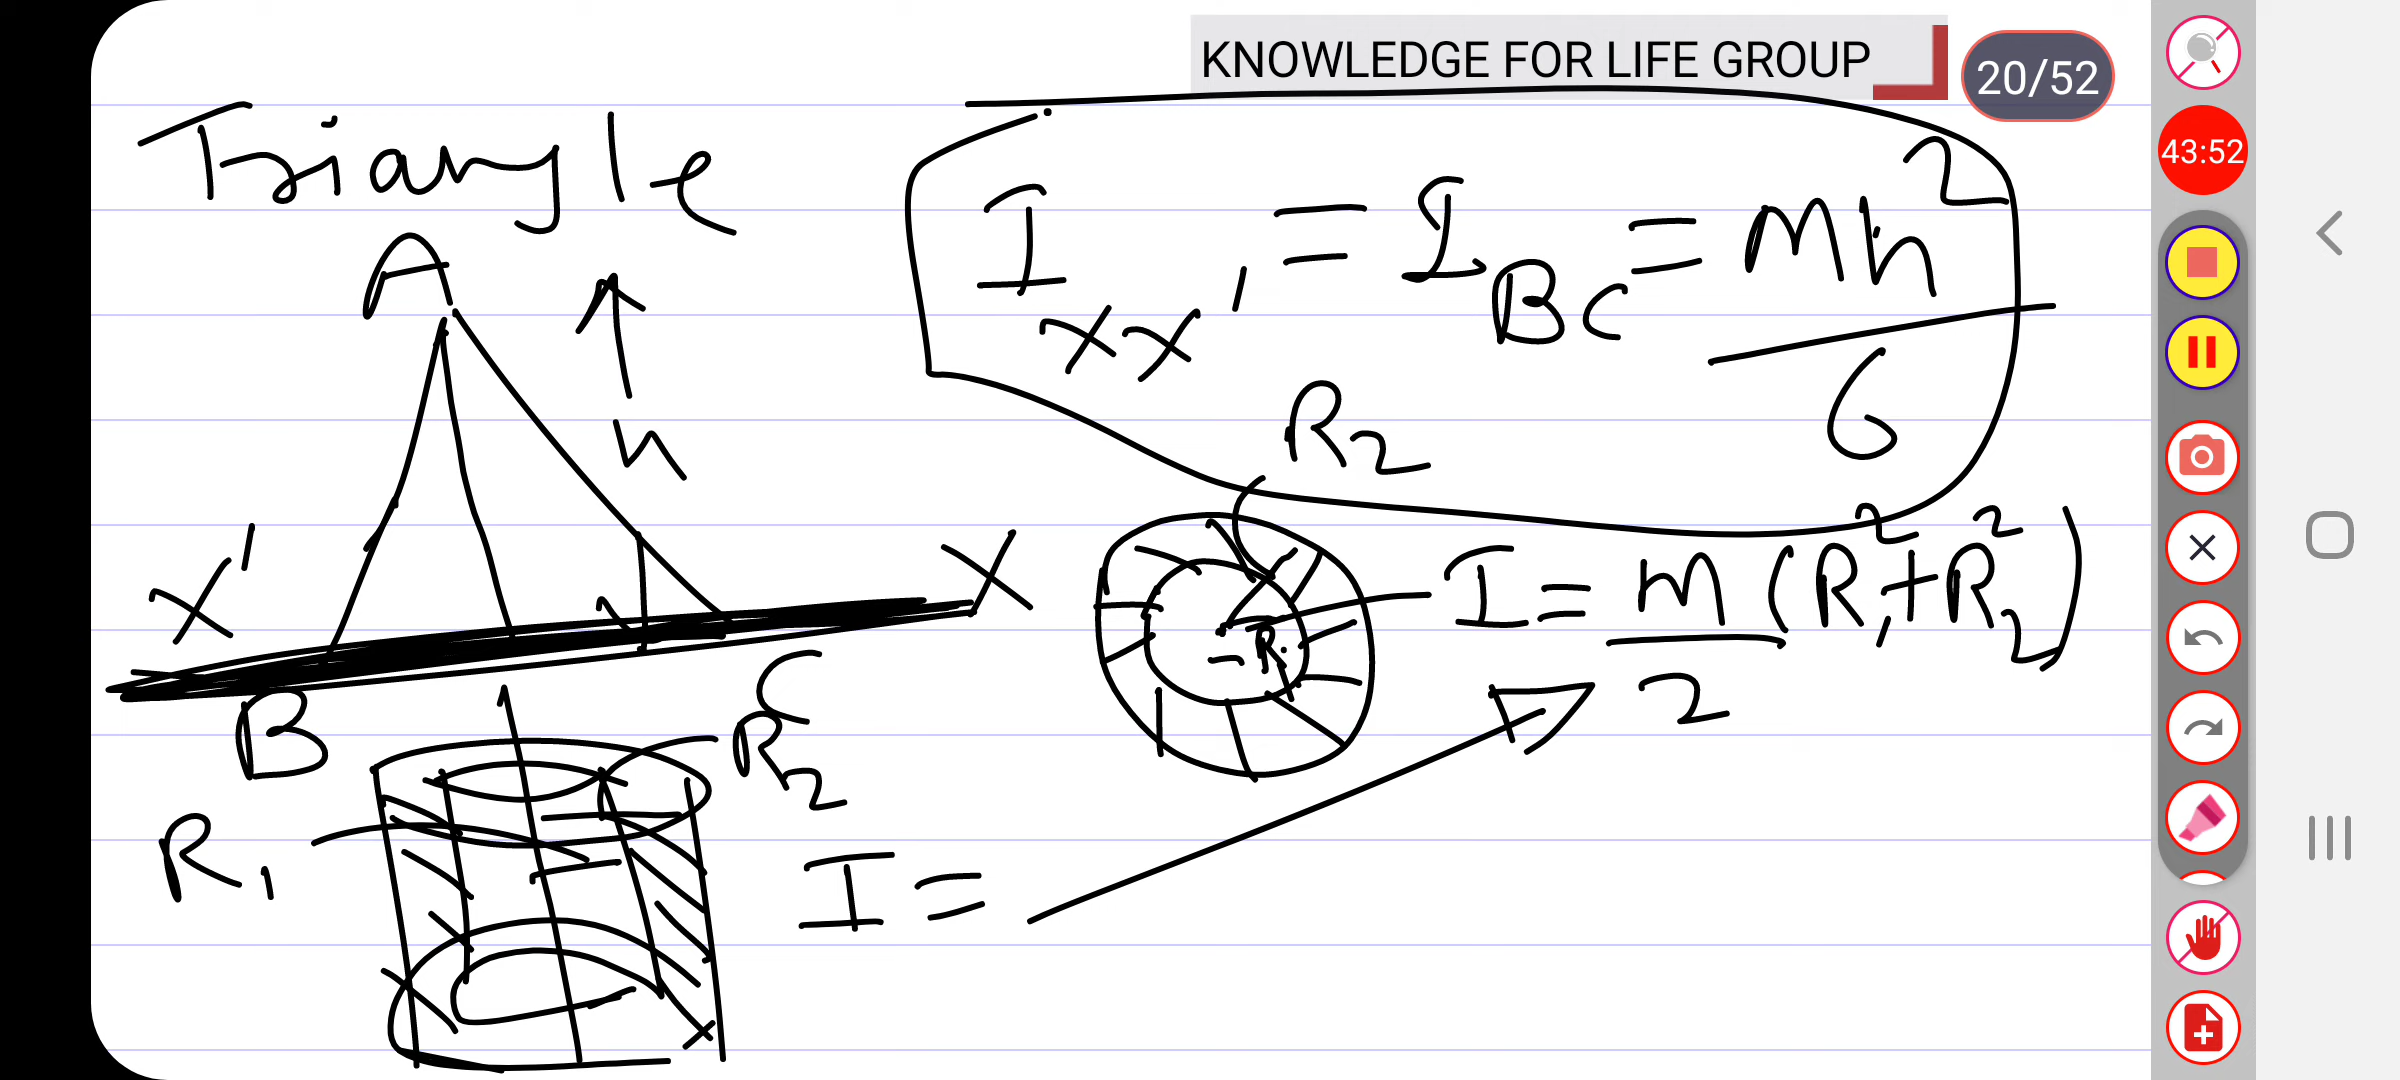 KNOWLEDGE FOR LIFE GROUP
20/52
43:52
Triangle
A
h
I_xx' = I_BC = Mh²/6
X'
X
B
C
R₂
R₁
I = M/2 (R₁² + R₂²)
R₂
R₁
I =